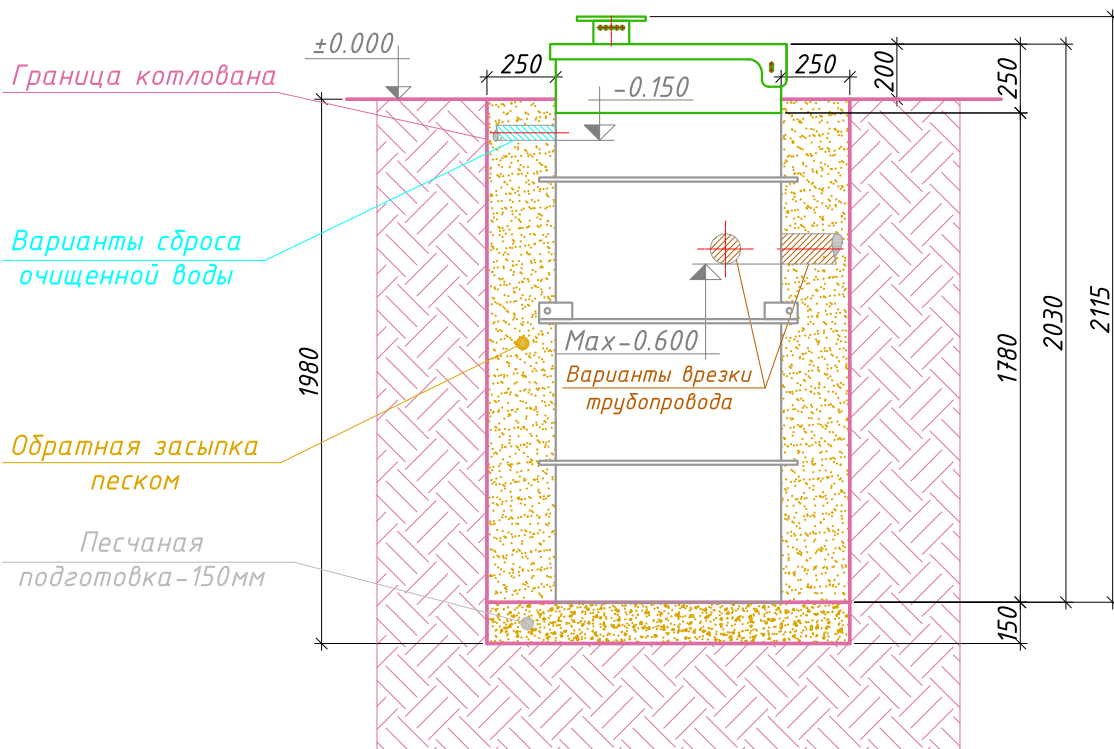 ±0.000
Граница котлована
250
-0.150
250
200
250
Варианты сброса
очищенной воды
1980
Max-0.600
Варианты врезки
трубопровода
1780
2030
2115
Обратная засыпка
песком
Песчаная
подготовка-150мм
150